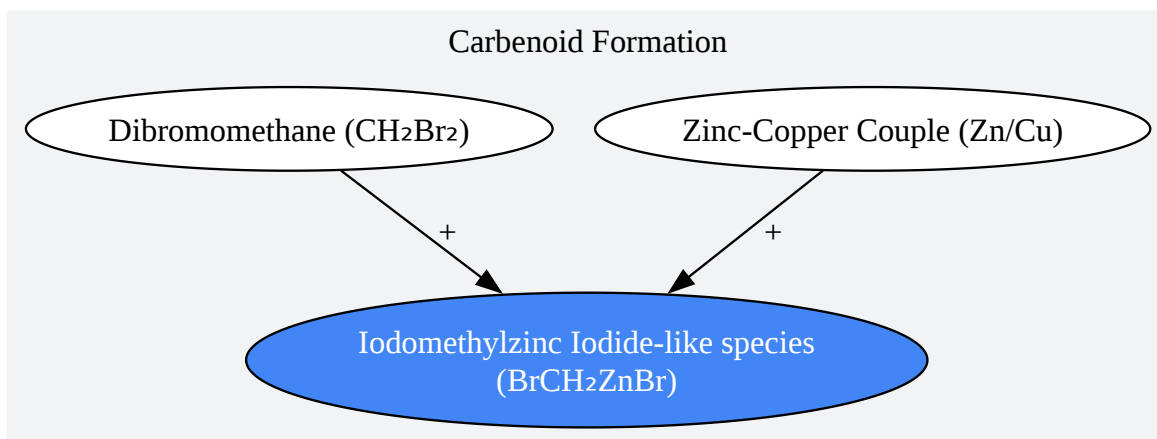 Carbenoid Formation
Dibromomethane (CH₂Br₂)
Zinc-Copper Couple (Zn/Cu)
+
+
Iodomethylzinc Iodide-like species
(BrCH₂ZnBr)